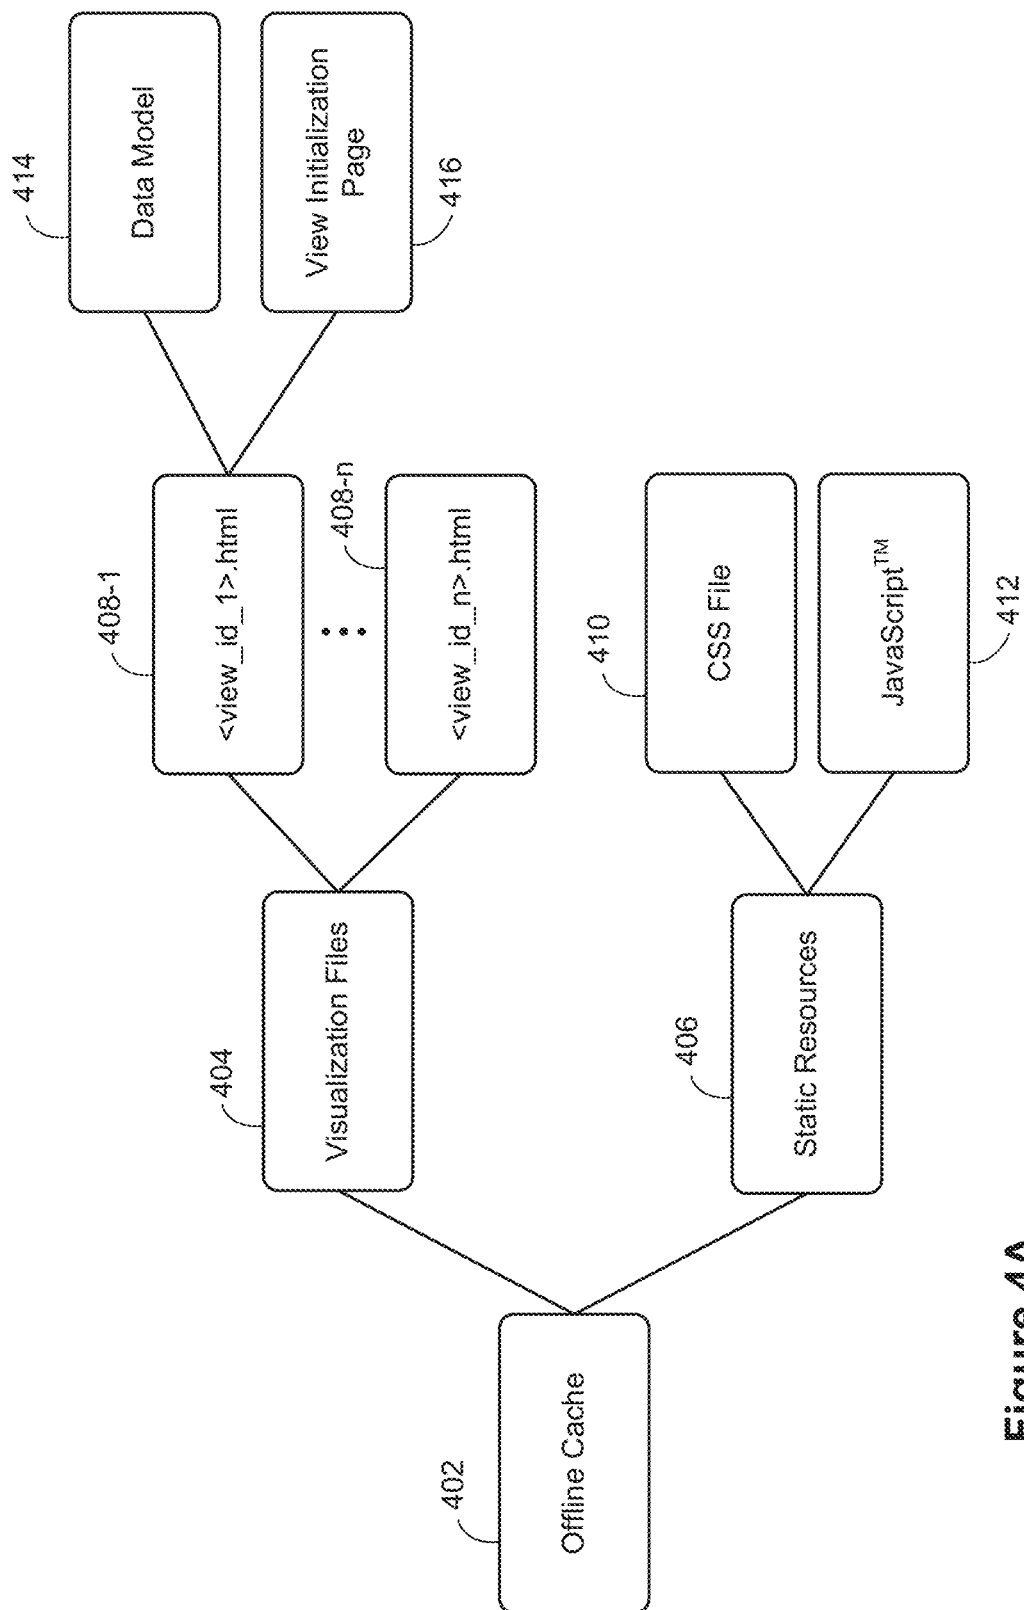 402
Offline Cache
404
Visualization Files
406
Static Resources
408-1
<view_id_1>.html
408-n
<view_id_n>.html
410
CSS File
412
JavaScript™
414
Data Model
416
View Initialization
Page
Figure 4A